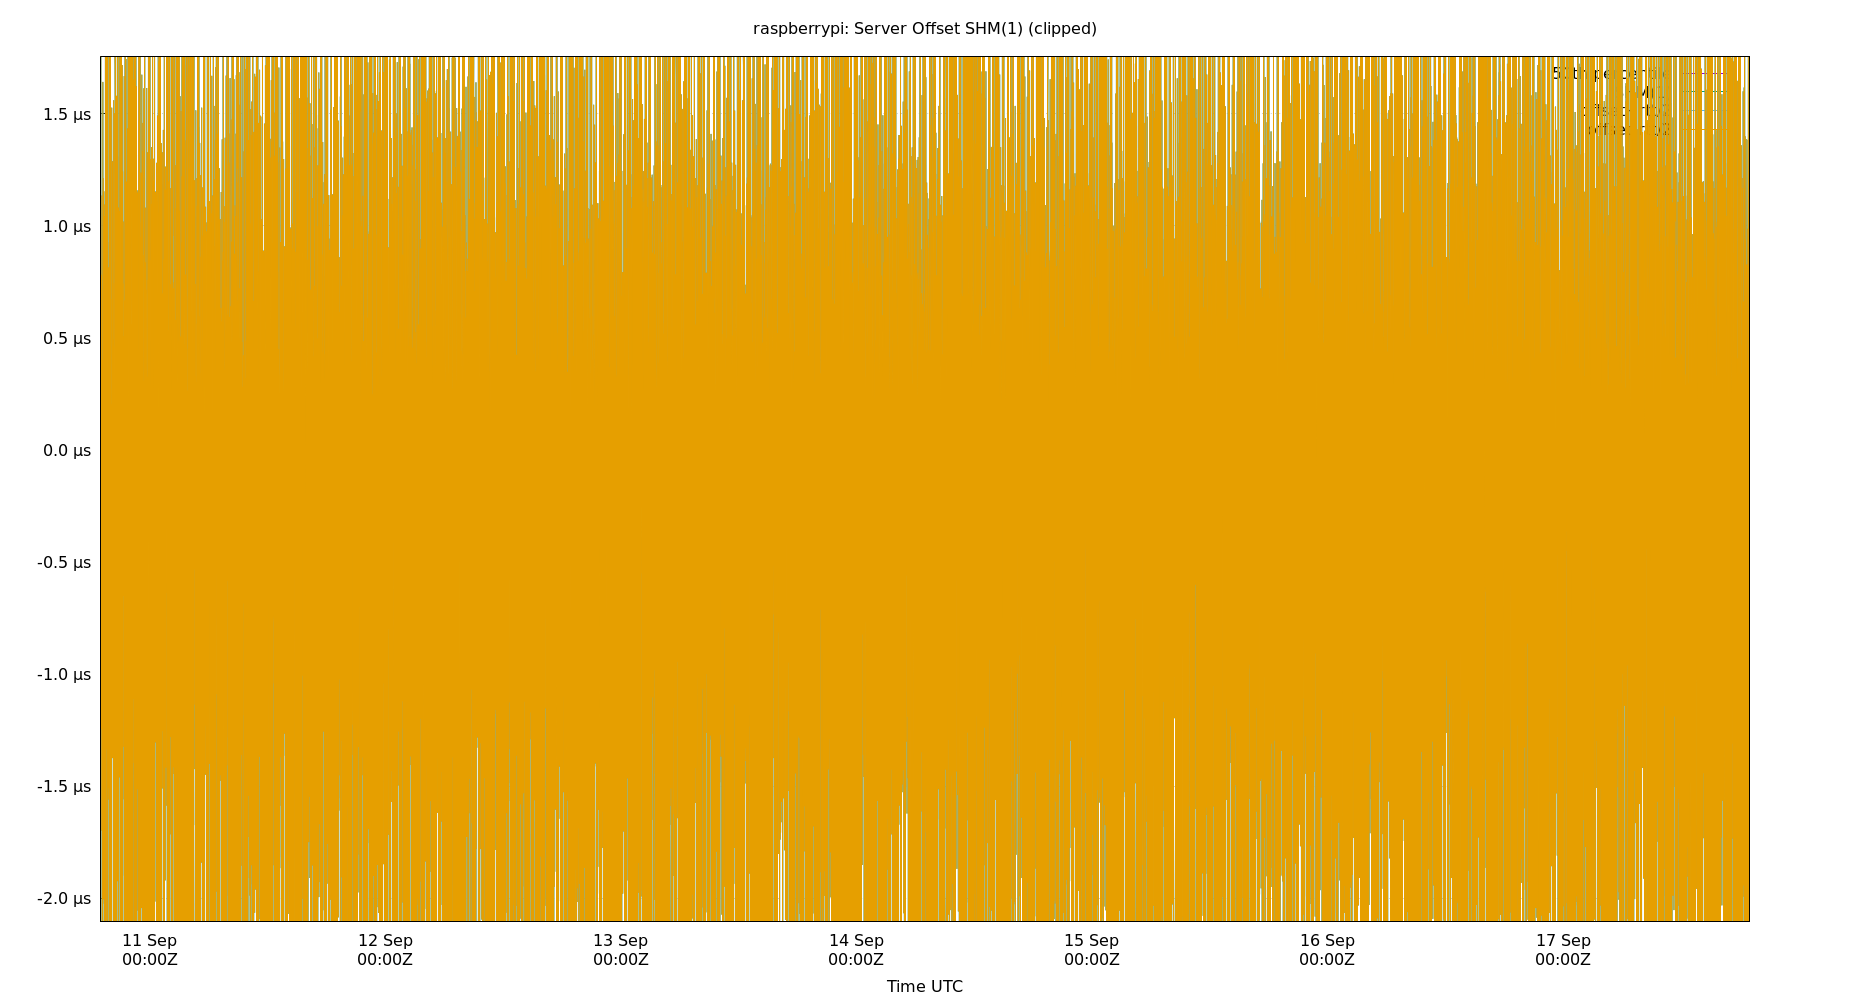 raspberrypi: Server Offset SHM(1) (clipped)
1.5 µs
1.0 µs
0.5 µs
0.0 µs
-0.5 µs
-1.0 µs
-1.5 µs
-2.0 µs
11 Sep 12 Sep 13 Sep 14 Sep 15 Sep 16 Sep 17 Sep
00:00Z 00:00Z 00:00Z 00:00Z 00:00Z 00:00Z 00:00Z
Time UTC